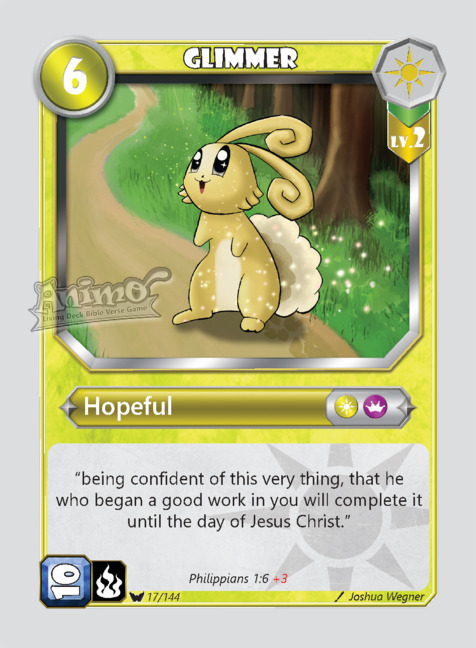 GLIMMER
6
LV.2
Animor
Living Deck Bible Verse Game
Hopeful
“being confident of this very thing, that he
who began a good work in you will complete it
until the day of Jesus Christ.”
Philippians 1:6 +3
10
17/144
Joshua Wegner